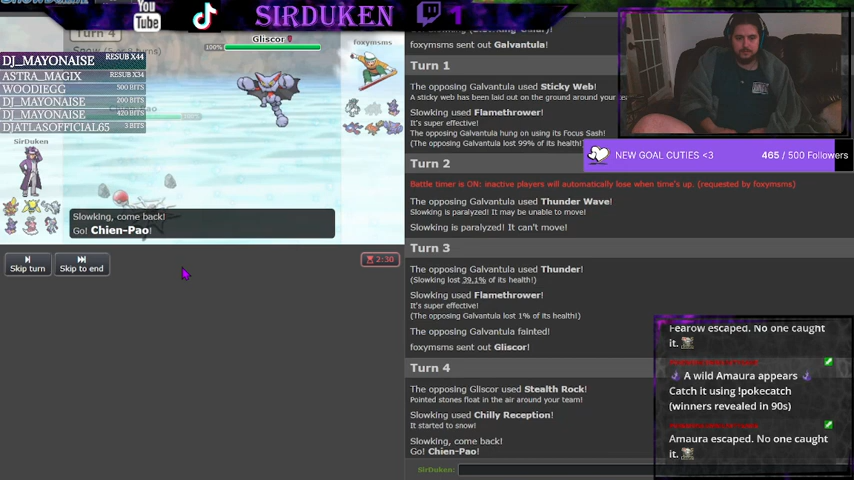 You
Tube
SIRDUKEN
1
Turn 4
DJ_MAYONAISE RESUB X44
ASTRA_MAGIX RESUB X34
WOODIEGG 500 BITS
DJ_MAYONAISE 200 BITS
DJ_MAYONAISE 420 BITS
DJATLASOFFICIAL65 3 BITS
SirDuken
Gliscor
100%
foxymsms
Slowking, come back!
Go! Chien-Pao!
Skip turn
Skip to end
2:30
foxymsms sent out Galvantula!
Turn 1
The opposing Galvantula used Sticky Web!
A sticky web has been laid out on the ground around your
Slowking used Flamethrower!
It's super effective!
The opposing Galvantula hung on using its Focus Sash!
(The opposing Galvantula lost 99% of its health!)
Turn 2
Battle timer is ON: inactive players will automatically lose when time's up. (requested by foxymsms)
The opposing Galvantula used Thunder Wave!
Slowking is paralyzed! It may be unable to move!
Slowking is paralyzed! It can't move!
Turn 3
The opposing Galvantula used Thunder!
(Slowking lost 39.1% of its health!)
Slowking used Flamethrower!
It's super effective!
(The opposing Galvantula lost 1% of its health!)
The opposing Galvantula fainted!
foxymsms sent out Gliscor!
Turn 4
The opposing Gliscor used Stealth Rock!
Pointed stones float in the air around your team!
Slowking used Chilly Reception!
It started to snow!
Slowking, come back!
Go! Chien-Pao!
SirDuken:
NEW GOAL CUTIES <3 465 / 500 Followers
Fearow escaped. No one caught
it.
A wild Amaura appears
Catch it using !pokecatch
(winners revealed in 90s)
Amaura escaped. No one caught
it.